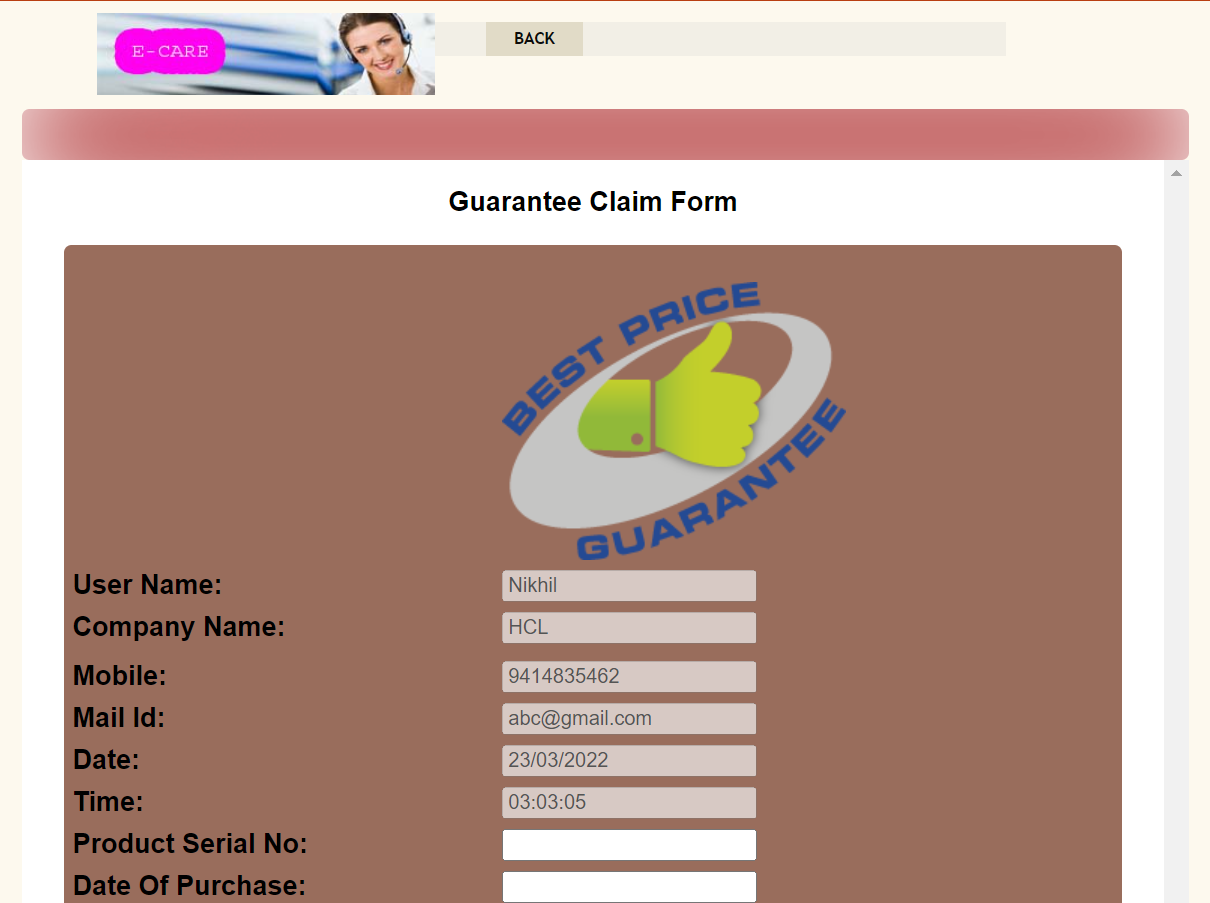 E-CARE
BACK
Guarantee Claim Form
BEST PRICE
GUARANTEE
User Name: Nikhil
Company Name: HCL
Mobile: 9414835462
Mail Id: abc@gmail.com
Date: 23/03/2022
Time: 03:03:05
Product Serial No:
Date Of Purchase: